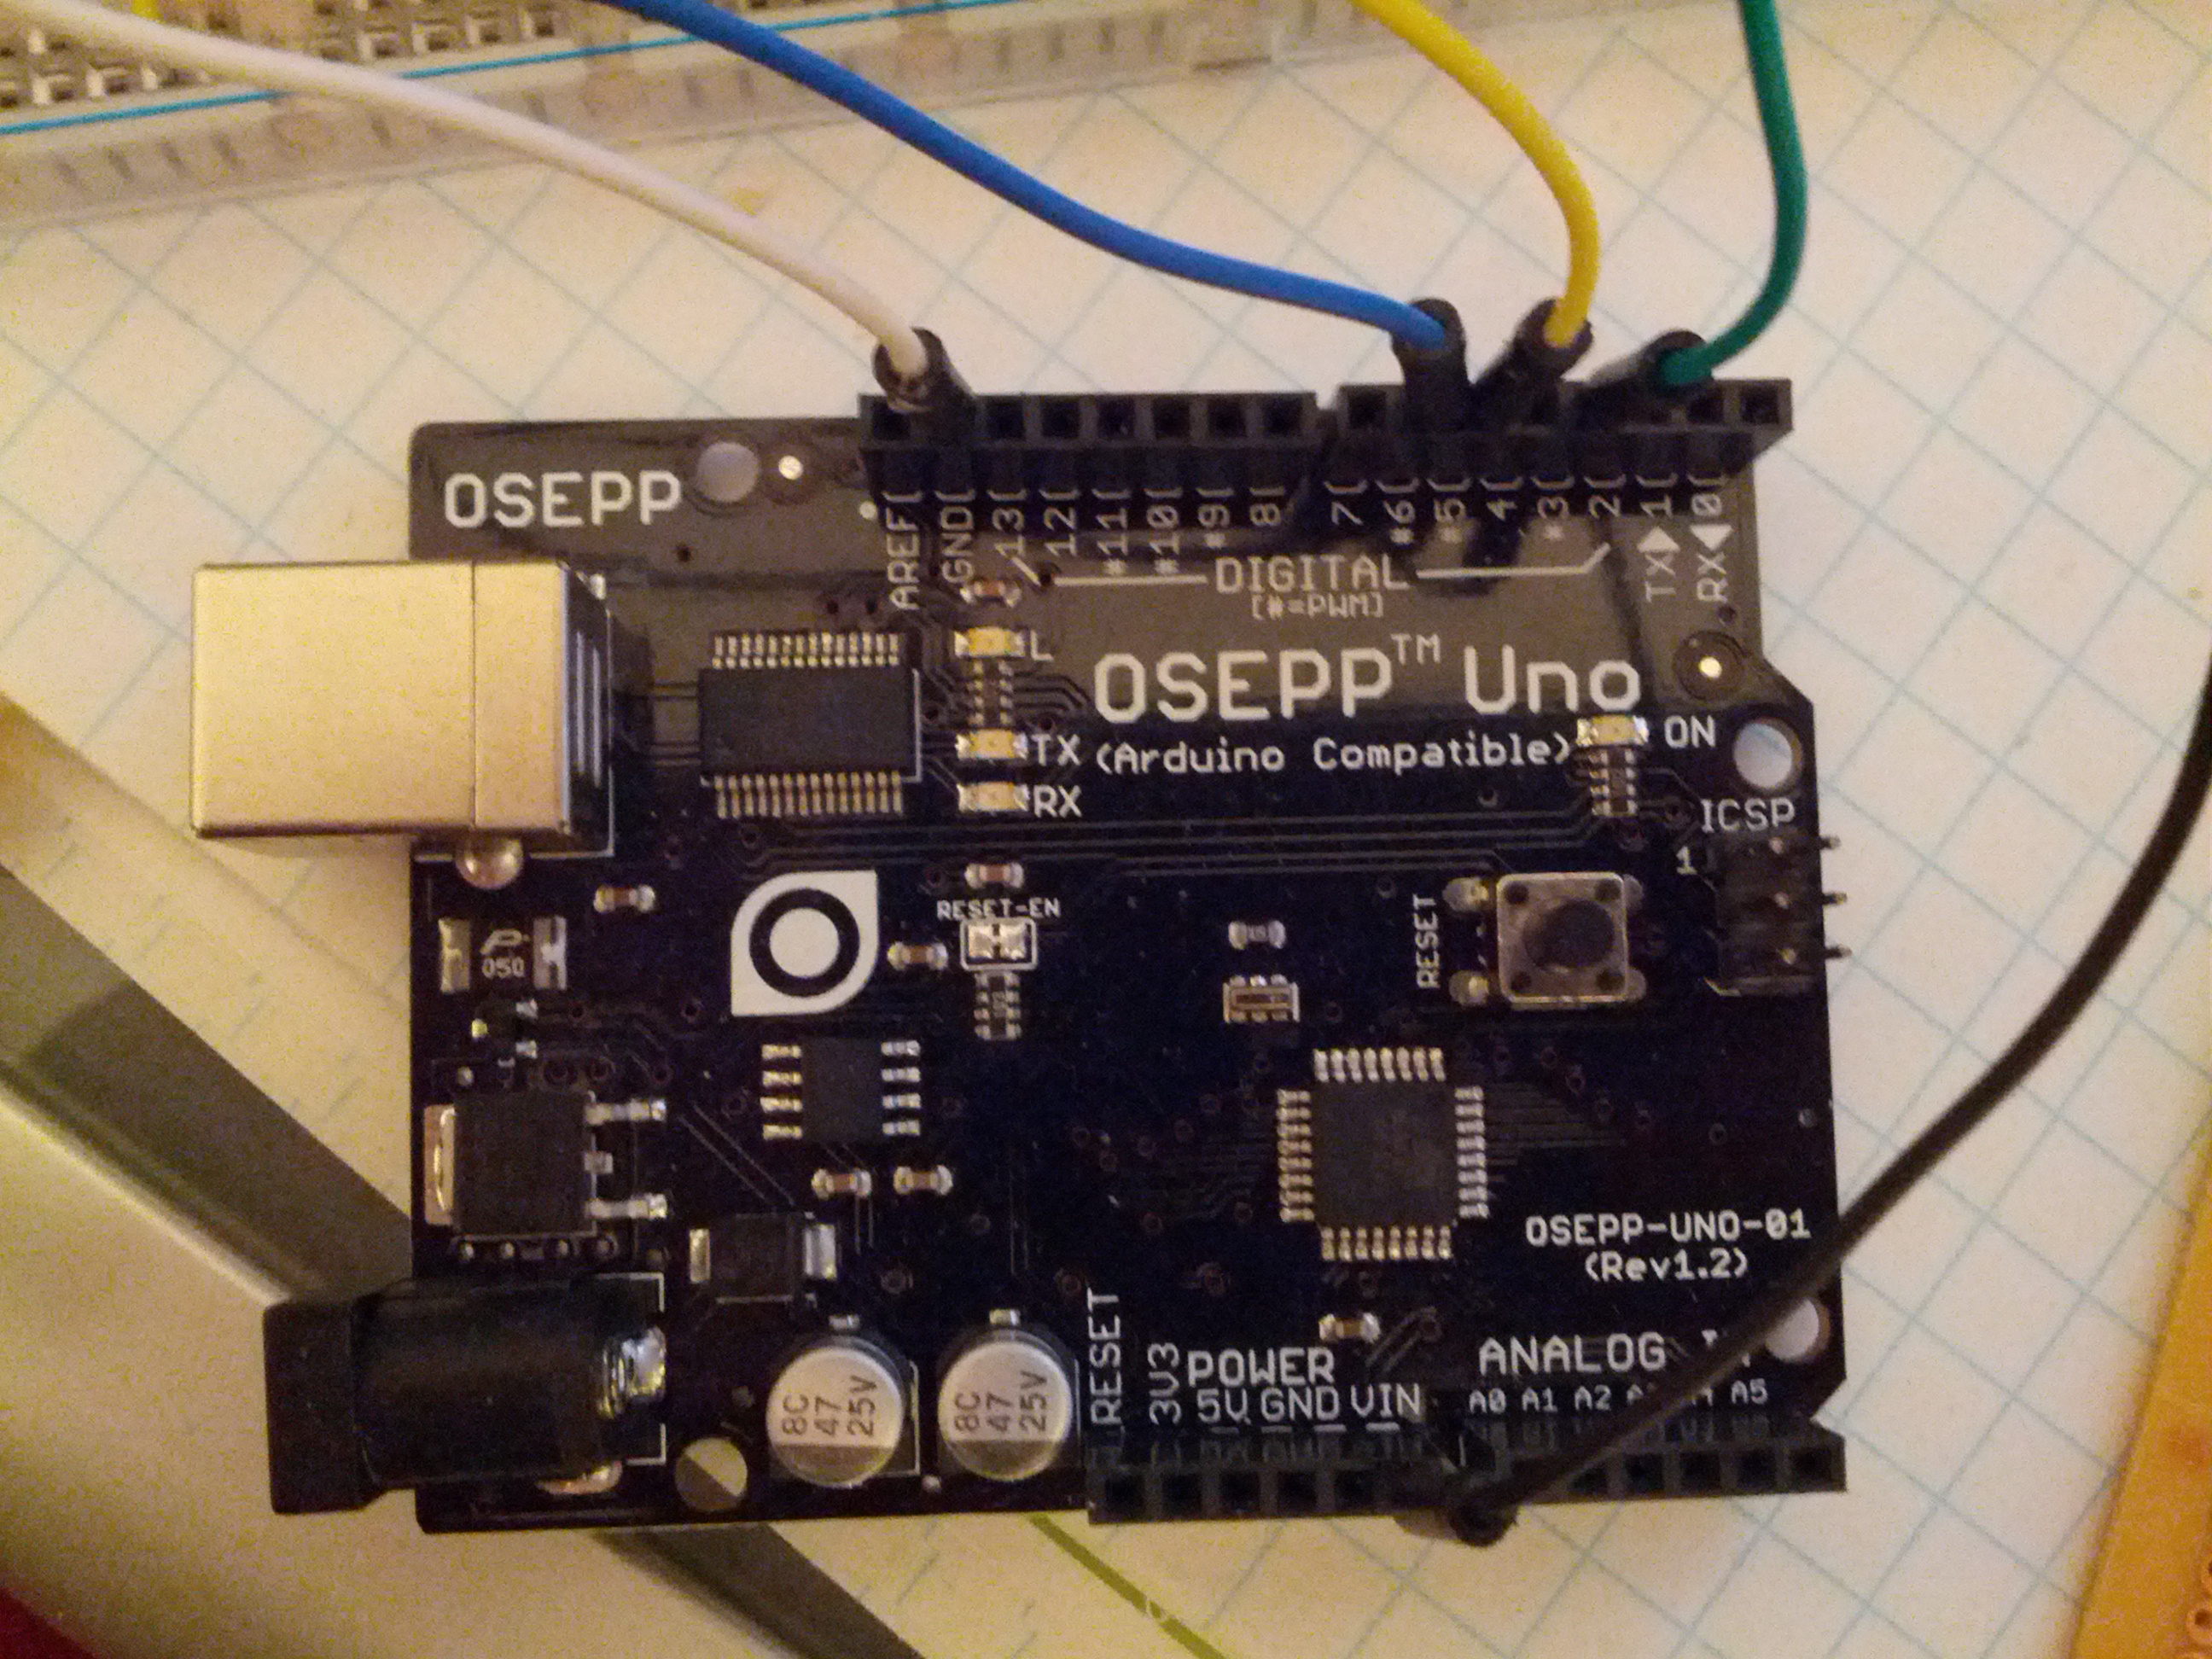 OSEPP
AREF
GND
13
12
#11
#10
#9
8
7
#6
#5
4
#3
2
TX▶1
RX◀0
DIGITAL
[#=PWM]
L
OSEPP™ Uno
TX
(Arduino Compatible)
ON
RX
ICSP
1
RESET-EN
RESET
050
OSEPP-UNO-01
(Rev1.2)
RESET
3V3
POWER
5V GND VIN
ANALOG
A0 A1 A2 A5
8C
47
25V
8C
47
25V